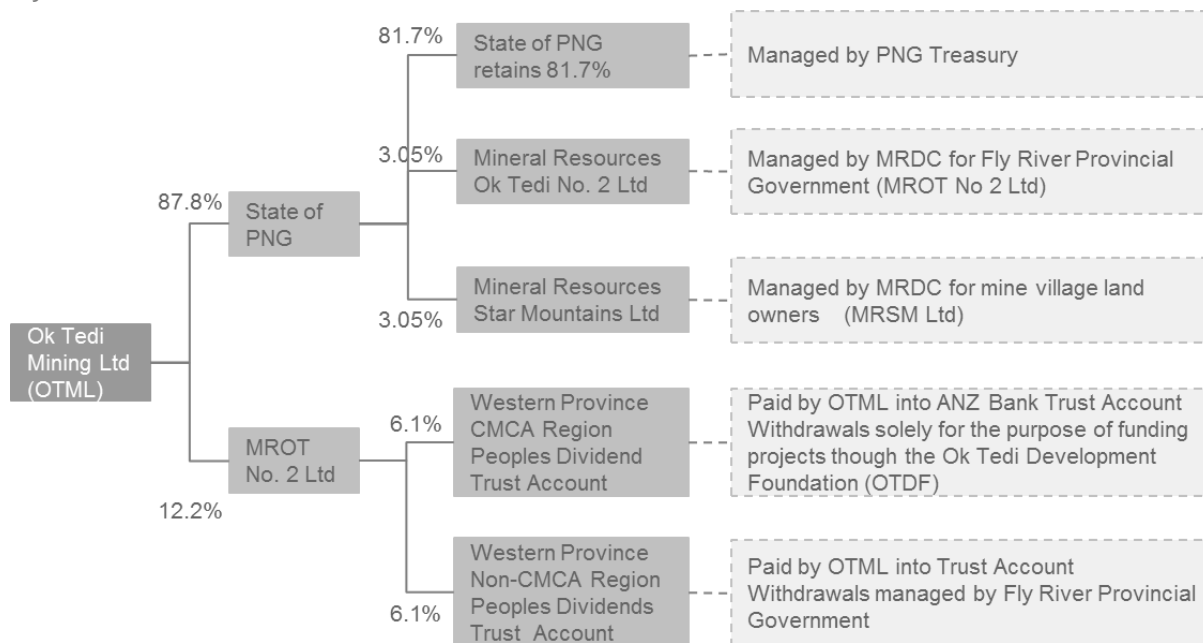 81.7%
State of PNG
retains 81.7%
Managed by PNG Treasury
3.05%
Mineral Resources
Ok Tedi No. 2 Ltd
Managed by MRDC for Fly River Provincial
Government (MROT No 2 Ltd)
87.8%
State of
PNG
Mineral Resources
Star Mountains Ltd
3.05%
Managed by MRDC for mine village land
owners (MRSM Ltd)
Ok Tedi
Mining Ltd
(OTML)
MROT
No. 2 Ltd
12.2%
6.1%
Western Province
CMCA Region
Peoples Dividend
Trust Account
Paid by OTML into ANZ Bank Trust Account
Withdrawals solely for the purpose of funding
projects though the Ok Tedi Development
Foundation (OTDF)
6.1%
Western Province
Non-CMCA Region
Peoples Dividends
Trust Account
Paid by OTML into Trust Account
Withdrawals managed by Fly River Provincial
Government